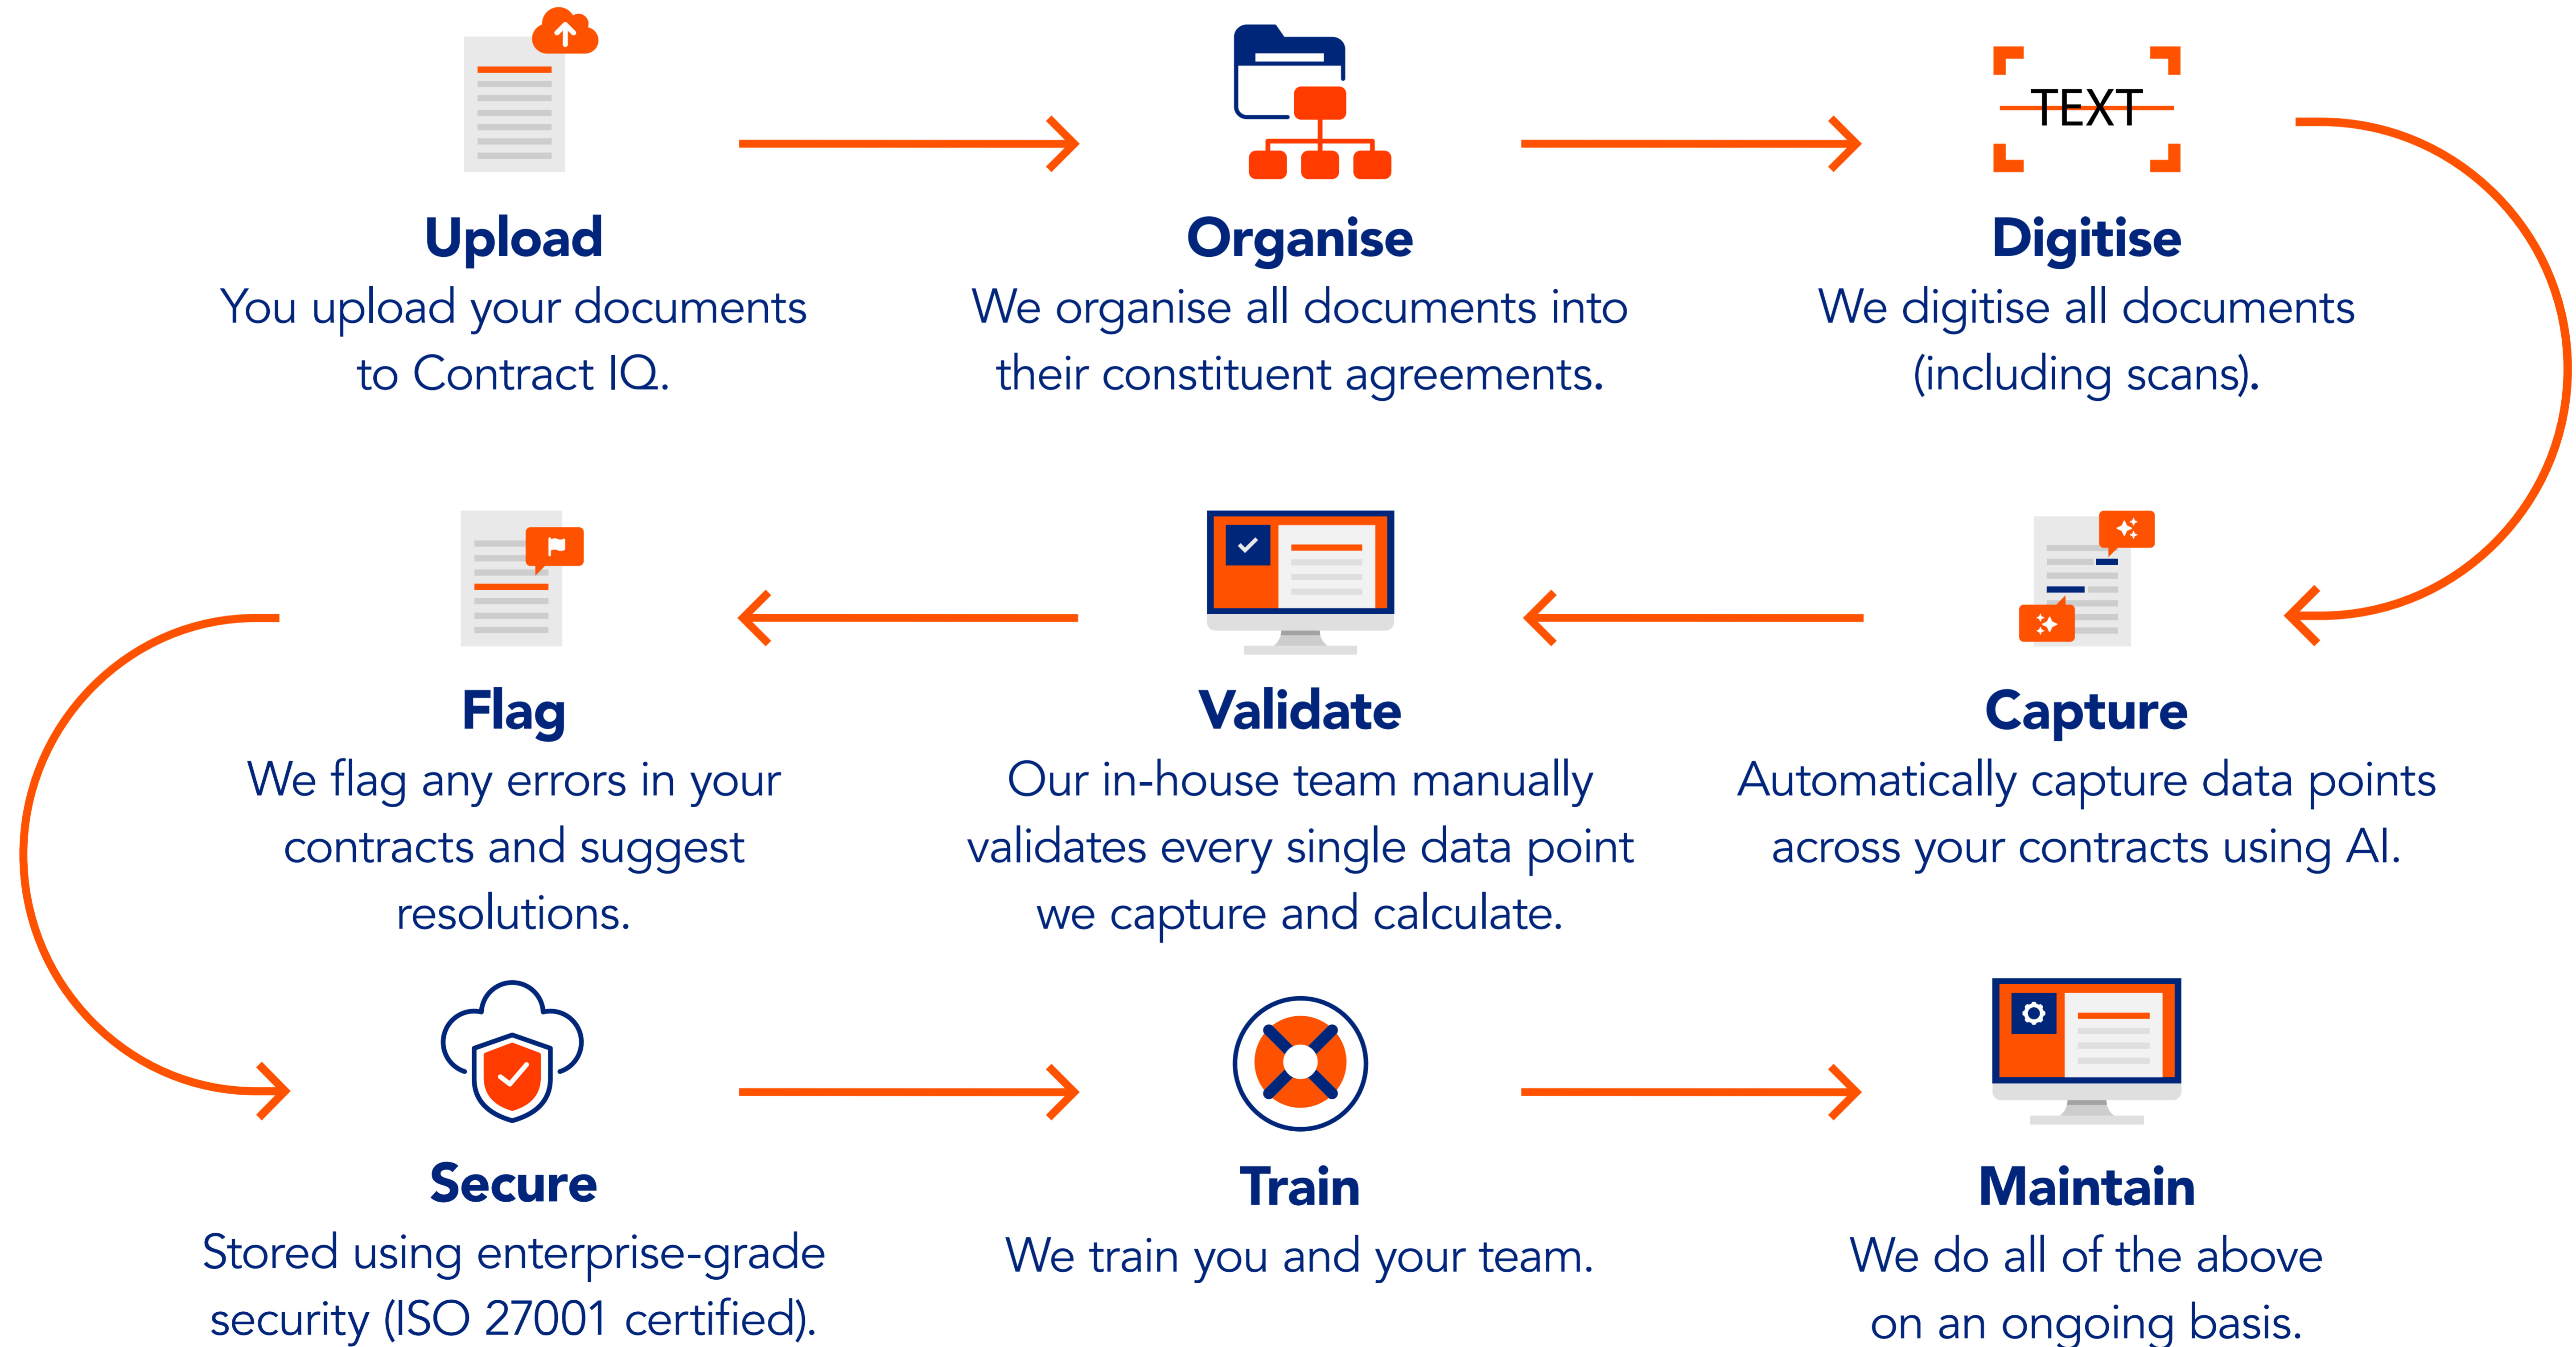 TEXT
Upload
You upload your documents
to Contract IQ.
Organise
We organise all documents into
their constituent agreements.
Digitise
We digitise all documents
(including scans).
Capture
Automatically capture data points
across your contracts using AI.
Validate
Our in-house team manually
validates every single data point
we capture and calculate.
Flag
We flag any errors in your
contracts and suggest
resolutions.
Secure
Stored using enterprise-grade
security (ISO 27001 certified).
Train
We train you and your team.
Maintain
We do all of the above
on an ongoing basis.